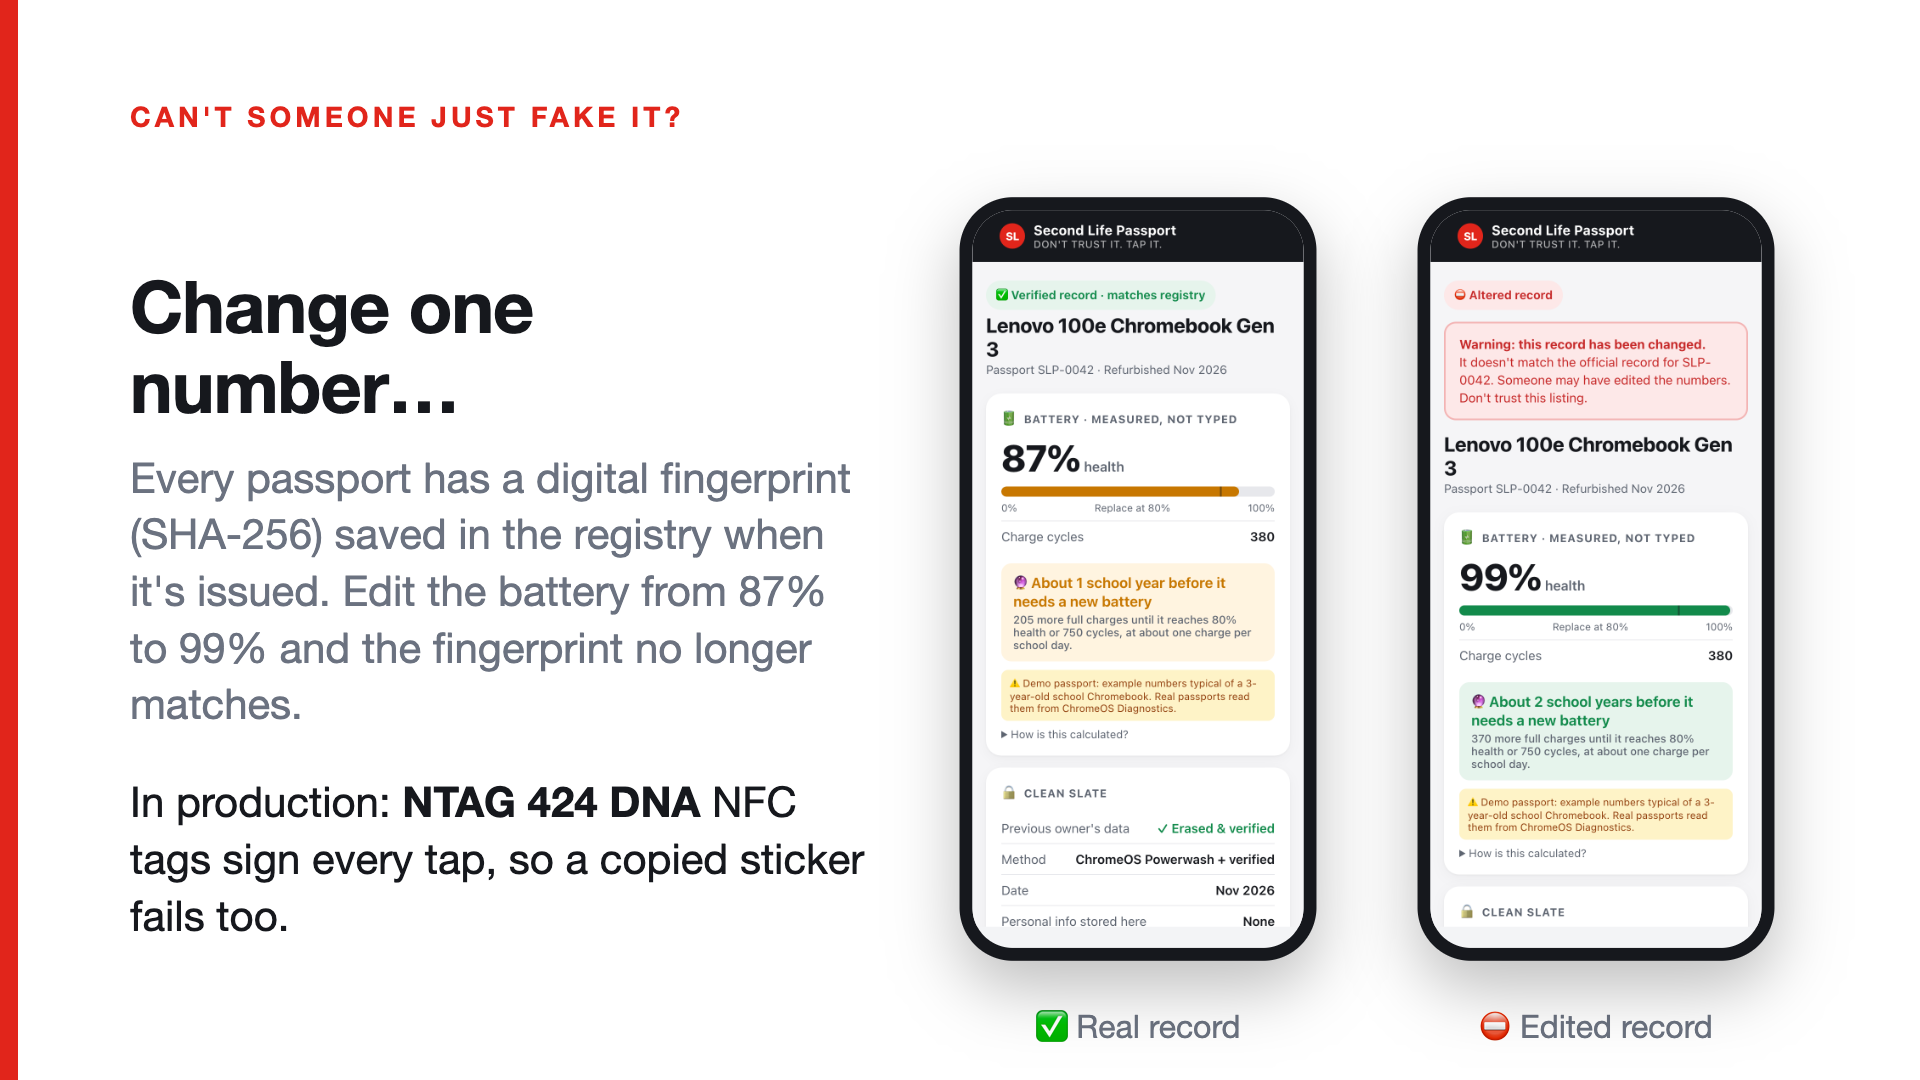 CAN'T SOMEONE JUST FAKE IT?
Change one
number…
Every passport has a digital fingerprint
(SHA-256) saved in the registry when
it's issued. Edit the battery from 87%
to 99% and the fingerprint no longer
matches.
In production: NTAG 424 DNA NFC
tags sign every tap, so a copied sticker
fails too.
SL
Second Life Passport
DON'T TRUST IT. TAP IT.
✅ Verified record · matches registry
Lenovo 100e Chromebook Gen
3
Passport SLP-0042 · Refurbished Nov 2026
BATTERY · MEASURED, NOT TYPED
87% health
0% Replace at 80% 100%
Charge cycles 380
🔮 About 1 school year before it
needs a new battery
205 more full charges until it reaches 80%
health or 750 cycles, at about one charge per
school day.
⚠️ Demo passport: example numbers typical of a 3-
year-old school Chromebook. Real passports read
them from ChromeOS Diagnostics.
▶ How is this calculated?
CLEAN SLATE
Previous owner's data ✓ Erased & verified
Method ChromeOS Powerwash + verified
Date Nov 2026
Personal info stored here None
✅ Real record
SL
Second Life Passport
DON'T TRUST IT. TAP IT.
⛔ Altered record
Warning: this record has been changed.
It doesn't match the official record for SLP-
0042. Someone may have edited the numbers.
Don't trust this listing.
Lenovo 100e Chromebook Gen
3
Passport SLP-0042 · Refurbished Nov 2026
BATTERY · MEASURED, NOT TYPED
99% health
0% Replace at 80% 100%
Charge cycles 380
🔮 About 2 school years before it
needs a new battery
370 more full charges until it reaches 80%
health or 750 cycles, at about one charge per
school day.
⚠️ Demo passport: example numbers typical of a 3-
year-old school Chromebook. Real passports read
them from ChromeOS Diagnostics.
▶ How is this calculated?
CLEAN SLATE
⛔ Edited record